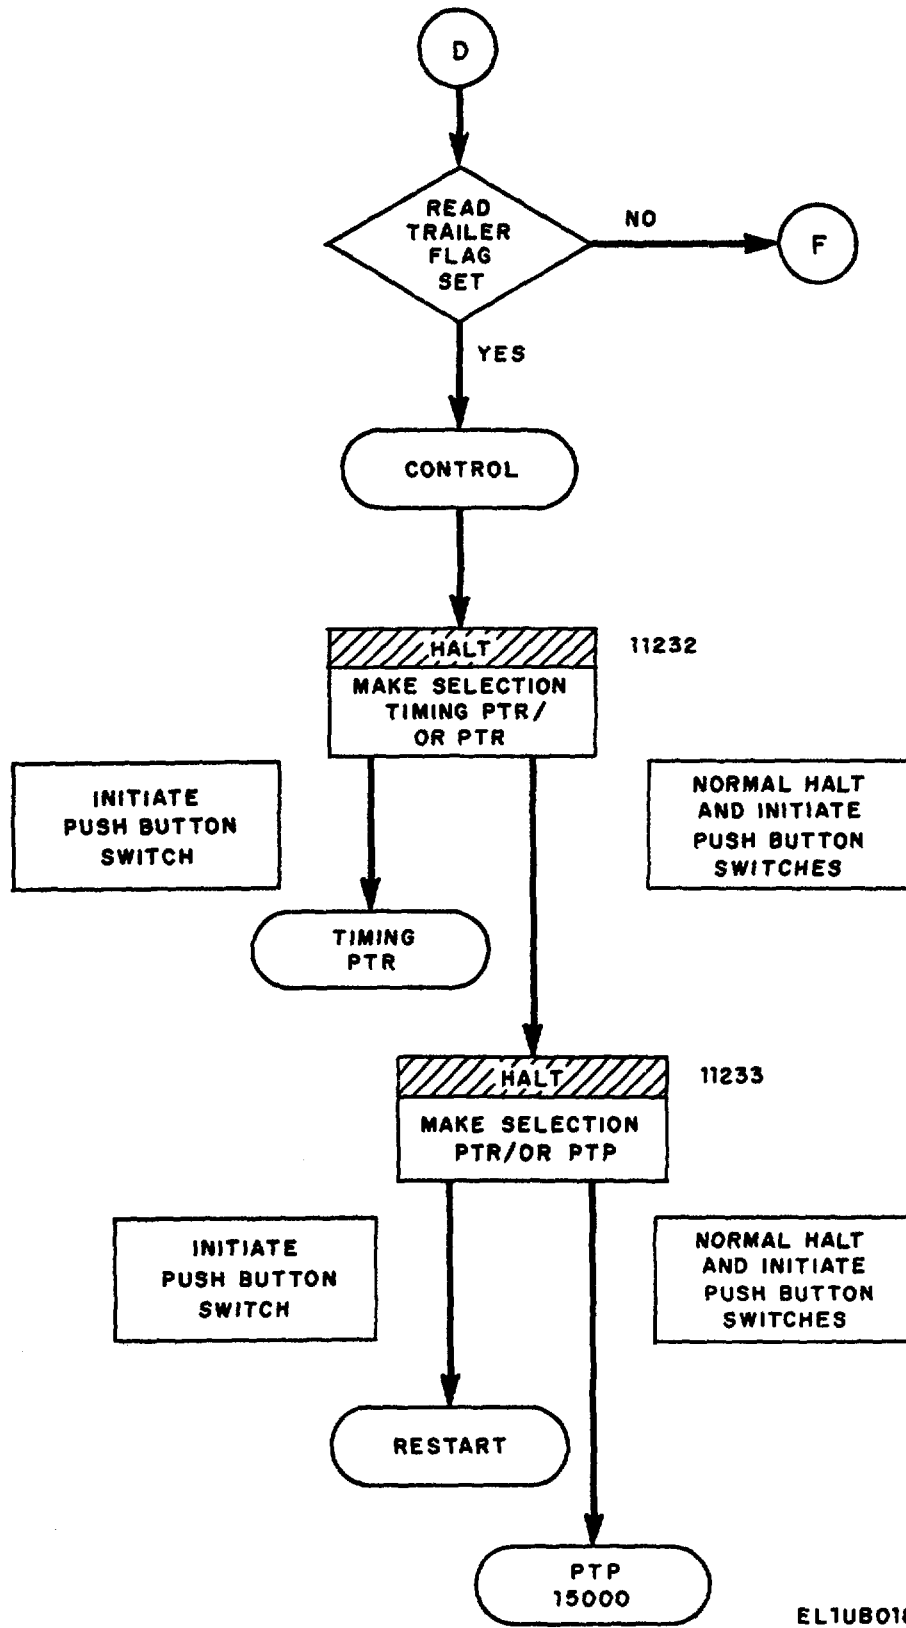 D
READ
TRAILER
FLAG
SET
NO
F
YES
CONTROL
HALT
11232
MAKE SELECTION
TIMING PTR/
OR PTR
INITIATE
PUSH BUTTON
SWITCH
NORMAL HALT
AND INITIATE
PUSH BUTTON
SWITCHES
TIMING
PTR
HALT
11233
MAKE SELECTION
PTR/OR PTP
INITIATE
PUSH BUTTON
SWITCH
NORMAL HALT
AND INITIATE
PUSH BUTTON
SWITCHES
RESTART
PTP
15000
EL1UB018